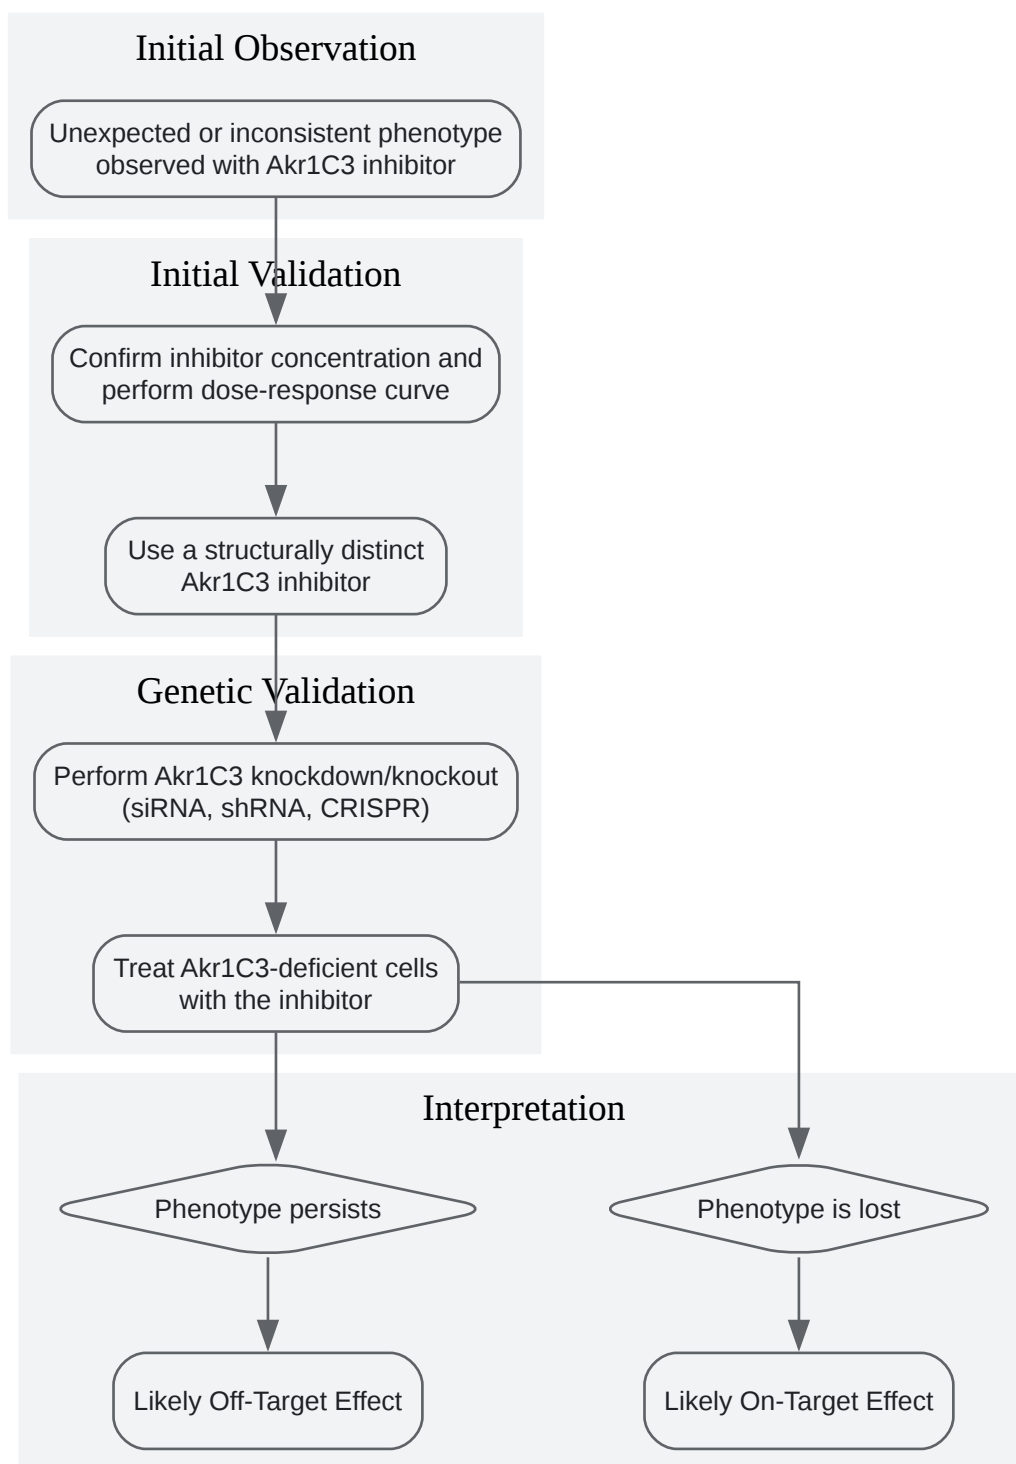 Initial Observation
Unexpected or inconsistent phenotype
observed with Akr1C3 inhibitor
Initial Validation
Confirm inhibitor concentration and
perform dose-response curve
Use a structurally distinct
Akr1C3 inhibitor
Genetic Validation
Perform Akr1C3 knockdown/knockout
(siRNA, shRNA, CRISPR)
Treat Akr1C3-deficient cells
with the inhibitor
Interpretation
Phenotype persists
Phenotype is lost
Likely Off-Target Effect
Likely On-Target Effect